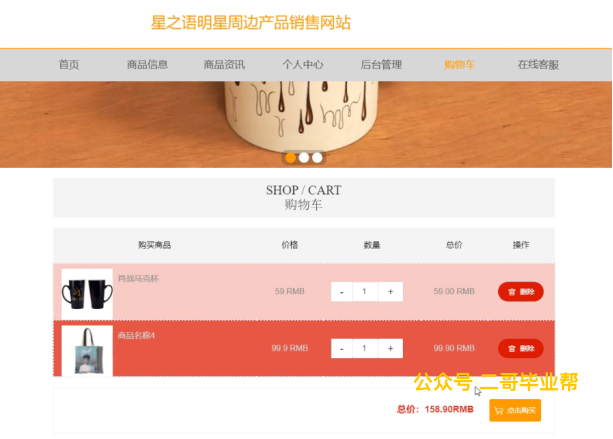 星之语明星周边产品销售网站
首页 商品信息 商品资讯 个人中心 后台管理 购物车 在线客服
SHOP / CART
购物车
购买商品 价格 数量 总价 操作
肖战马克杯
59 RMB - 1 + 59.00 RMB 删除
商品名称4
99.9 RMB - 1 + 99.90 RMB 删除
公众号 二哥毕业帮
总价：158.90RMB 点击购买